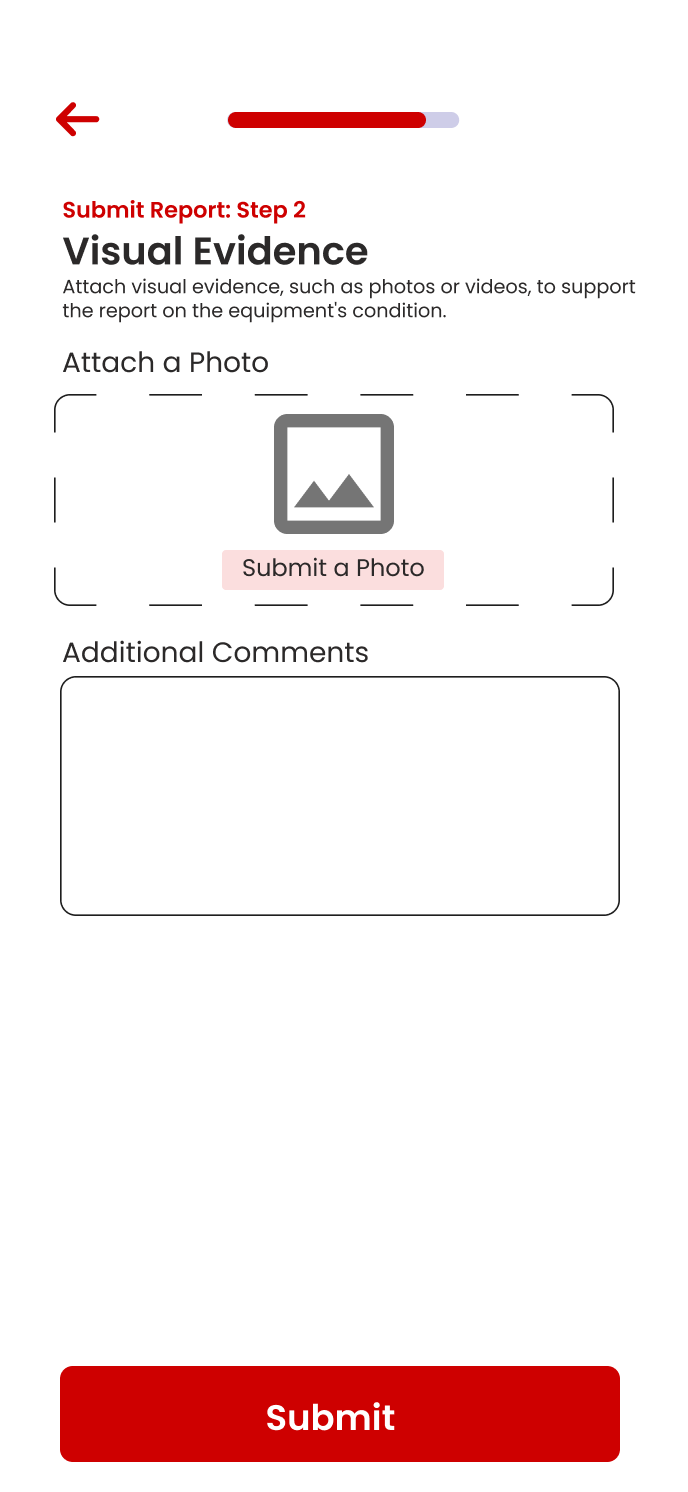 Submit Report: Step 2
Visual Evidence
Attach visual evidence, such as photos or videos, to support
the report on the equipment's condition.
Attach a Photo
Submit a Photo
Additional Comments
Submit